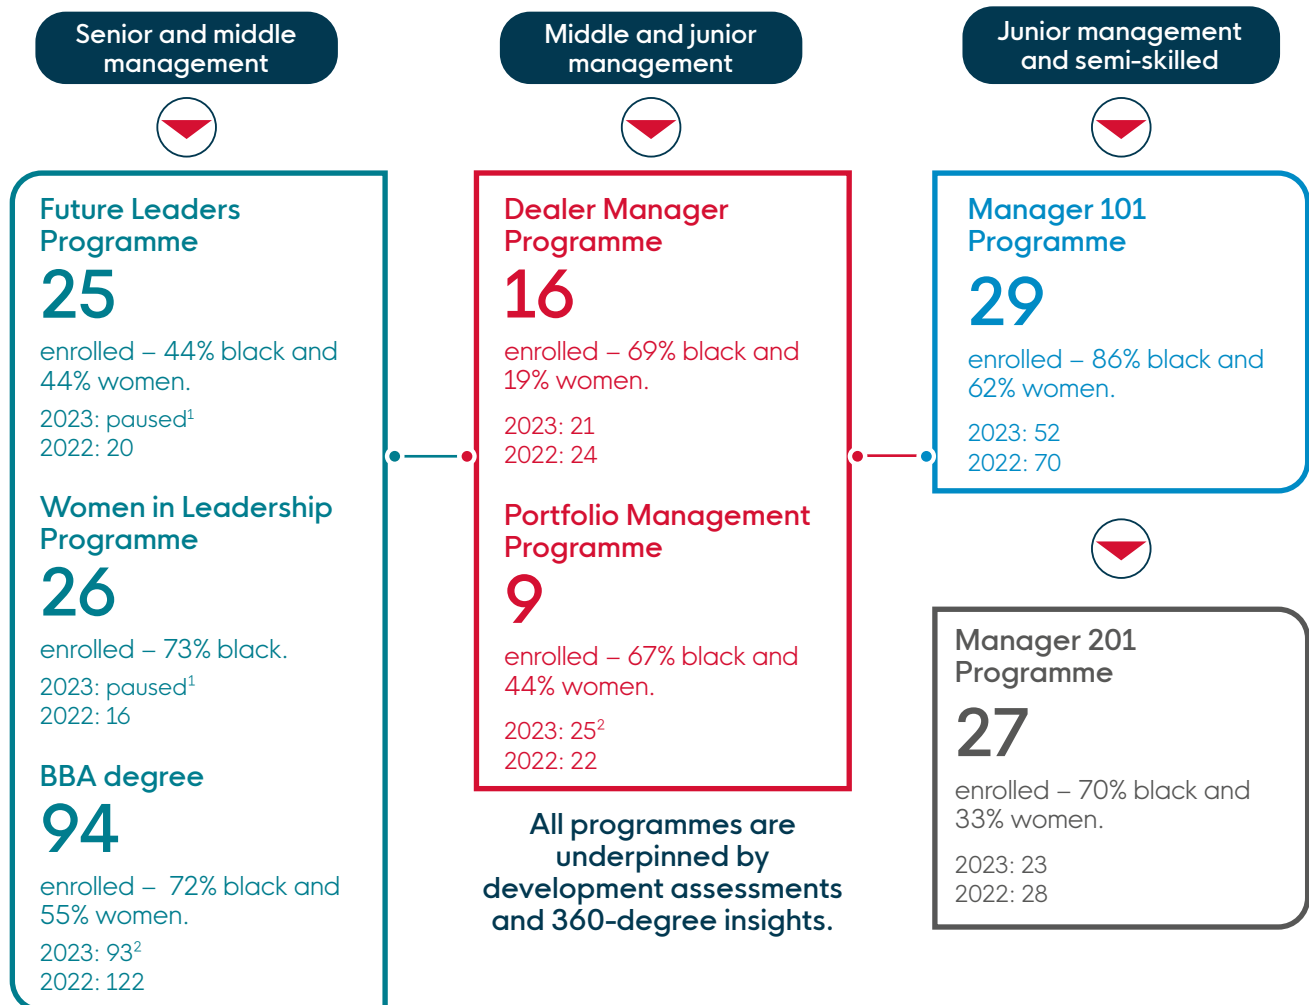 Senior and middle
management
Future Leaders
Programme
25
enrolled – 44% black and
44% women.
2023: paused¹
2022: 20
Women in Leadership
Programme
26
enrolled – 73% black.
2023: paused¹
2022: 16
BBA degree
94
enrolled – 72% black and
55% women.
2023: 93²
2022: 122
Middle and junior
management
Dealer Manager
Programme
16
enrolled – 69% black and
19% women.
2023: 21
2022: 24
Portfolio Management
Programme
9
enrolled – 67% black and
44% women.
2023: 25²
2022: 22
All programmes are
underpinned by
development assessments
and 360-degree insights.
Junior management
and semi-skilled
Manager 101
Programme
29
enrolled – 86% black and
62% women.
2023: 52
2022: 70
Manager 201
Programme
27
enrolled – 70% black and
33% women.
2023: 23
2022: 28